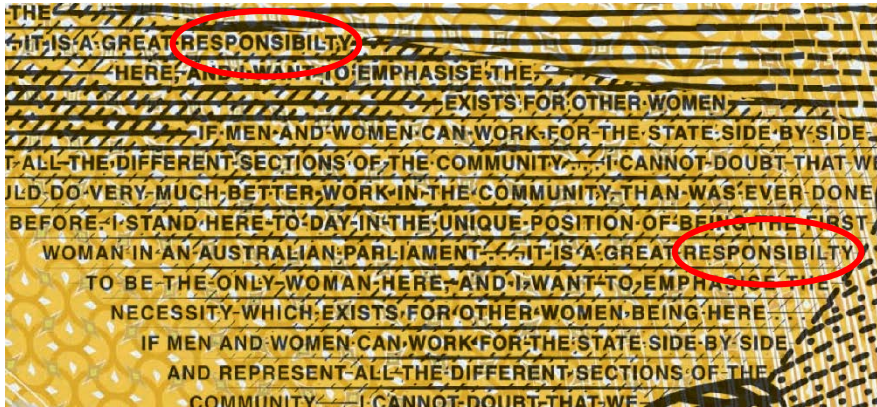 THE
IT IS A GREAT RESPONSIBILTY
HERE, AND I WANT TO EMPHASISE THE
EXISTS FOR OTHER WOMEN
IF MEN AND WOMEN CAN WORK FOR THE STATE SIDE BY SIDE
T ALL THE DIFFERENT SECTIONS OF THE COMMUNITY.... I CANNOT DOUBT THAT WE
ULD DO VERY MUCH BETTER WORK IN THE COMMUNITY THAN WAS EVER DONE
BEFORE. I STAND HERE TO DAY IN THE UNIQUE POSITION OF BEING THE FIRST
WOMAN IN AN AUSTRALIAN PARLIAMENT.... IT IS A GREAT RESPONSIBILTY
TO BE THE ONLY WOMAN HERE, AND I WANT TO EMPHASISE THE
NECESSITY WHICH EXISTS FOR OTHER WOMEN BEING HERE....
IF MEN AND WOMEN CAN WORK FOR THE STATE SIDE BY SIDE
AND REPRESENT ALL THE DIFFERENT SECTIONS OF THE
COMMUNITY.... I CANNOT DOUBT THAT WE